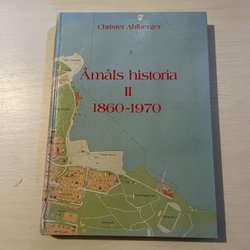 Christer Ahlberger
Åmåls historia
II
1860-1970